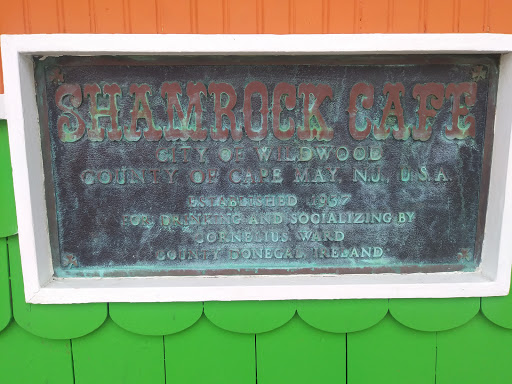 SHAMROCK CAFE
CITY OF WILDWOOD
COUNTY OF CAPE MAY, N.J., U.S.A.
ESTABLISHED 1937
FOR DRINKING AND SOCIALIZING BY
CORNELIUS WARD
COUNTY DONEGAL, IRELAND